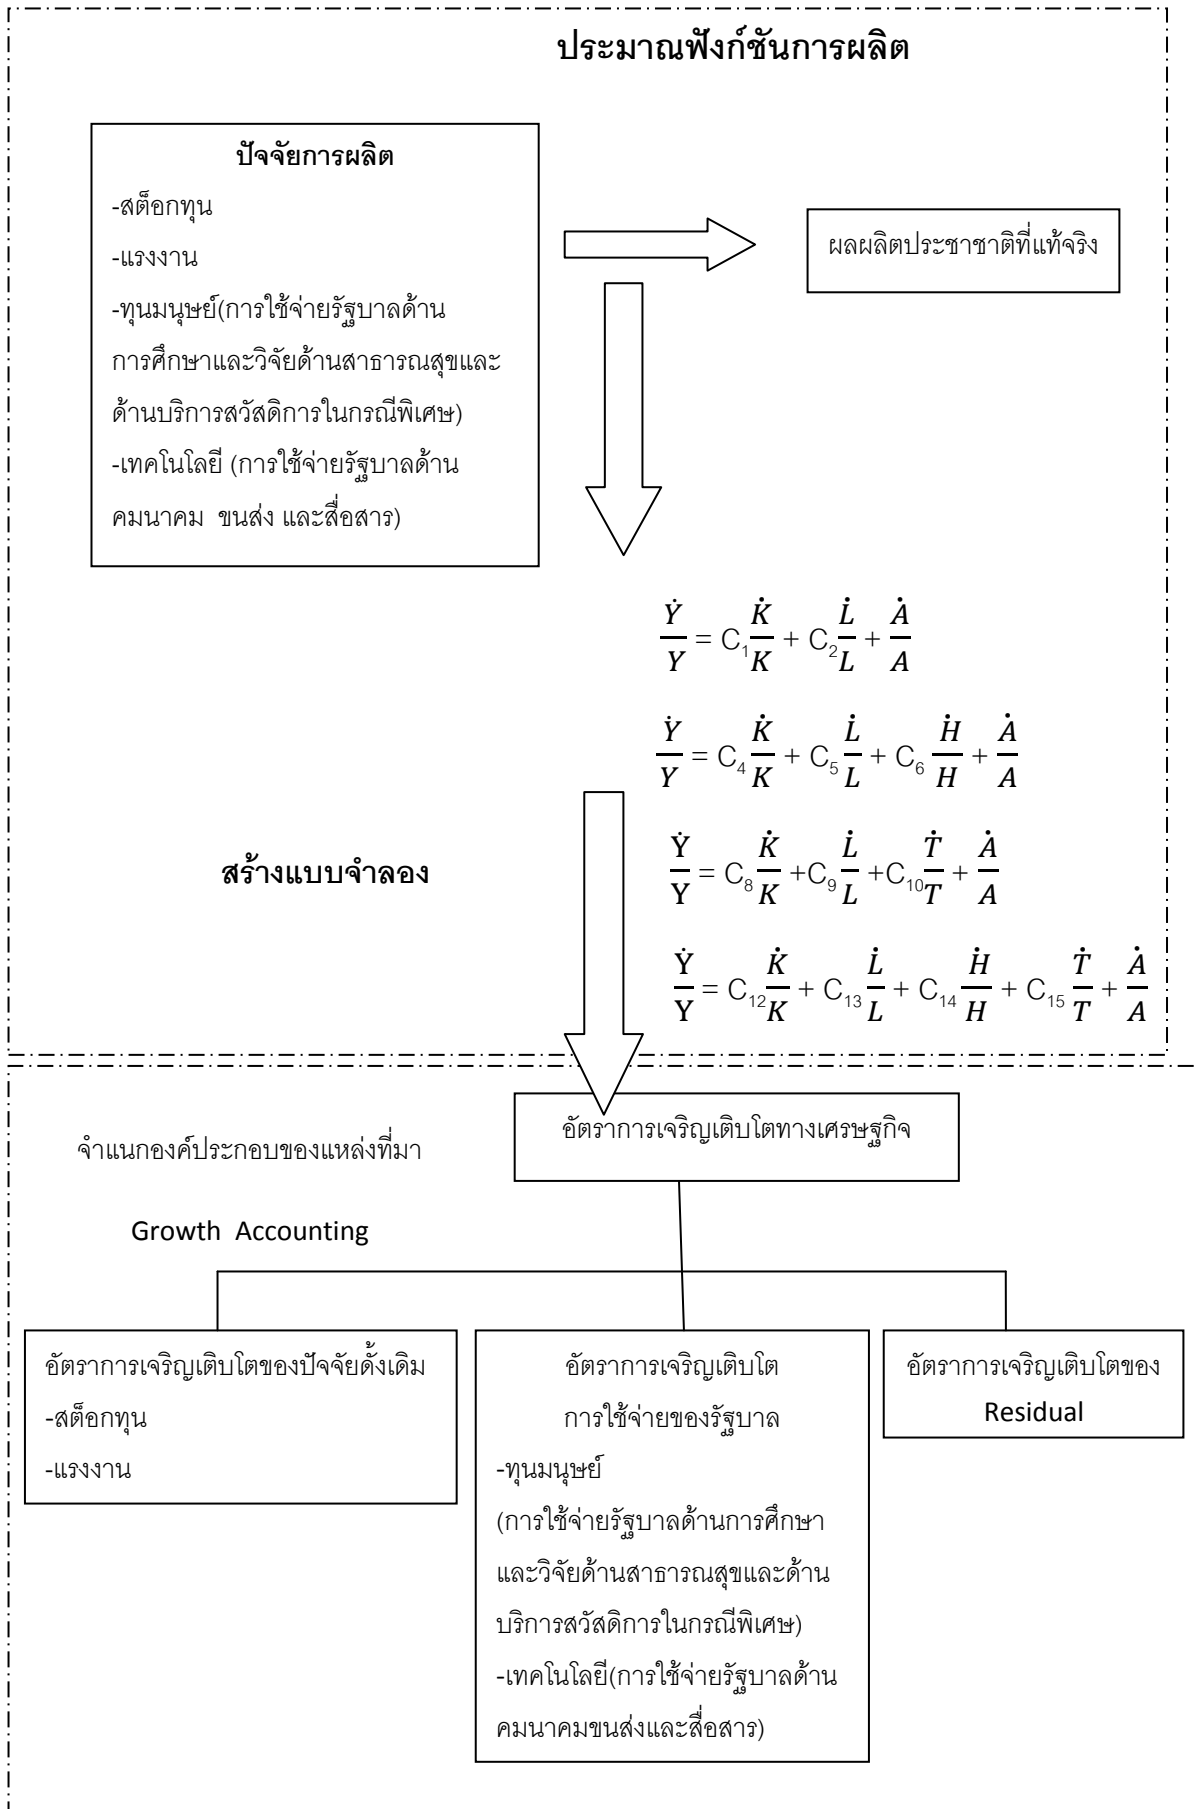 ประมาณฟังก์ชันการผลิต
ปัจจัยการผลิต
-สต็อกทุน
-แรงงาน
-ทุนมนุษย์(การใช้จ่ายรัฐบาลด้าน
การศึกษาและวิจัยด้านสาธารณสุขและ
ด้านบริการสวัสดิการในกรณีพิเศษ)
-เทคโนโลยี (การใช้จ่ายรัฐบาลด้าน
คมนาคม ขนส่ง และสื่อสาร)
ผลผลิตประชาชาติที่แท้จริง
Ẏ/Y = C₁ K̇/K + C₂ L̇/L + Ȧ/A
Ẏ/Y = C₄ K̇/K + C₅ L̇/L + C₆ Ḣ/H + Ȧ/A
Ẏ/Y = C₈ K̇/K +C₉ L̇/L +C₁₀ Ṫ/T + Ȧ/A
Ẏ/Y = C₁₂ K̇/K + C₁₃ L̇/L + C₁₄ Ḣ/H + C₁₅ Ṫ/T + Ȧ/A
สร้างแบบจำลอง
อัตราการเจริญเติบโตทางเศรษฐกิจ
จำแนกองค์ประกอบของแหล่งที่มา
Growth Accounting
อัตราการเจริญเติบโตของปัจจัยดั้งเดิม
-สต็อกทุน
-แรงงาน
อัตราการเจริญเติบโต
การใช้จ่ายของรัฐบาล
-ทุนมนุษย์
(การใช้จ่ายรัฐบาลด้านการศึกษา
และวิจัยด้านสาธารณสุขและด้าน
บริการสวัสดิการในกรณีพิเศษ)
-เทคโนโลยี(การใช้จ่ายรัฐบาลด้าน
คมนาคมขนส่งและสื่อสาร)
อัตราการเจริญเติบโตของ
Residual